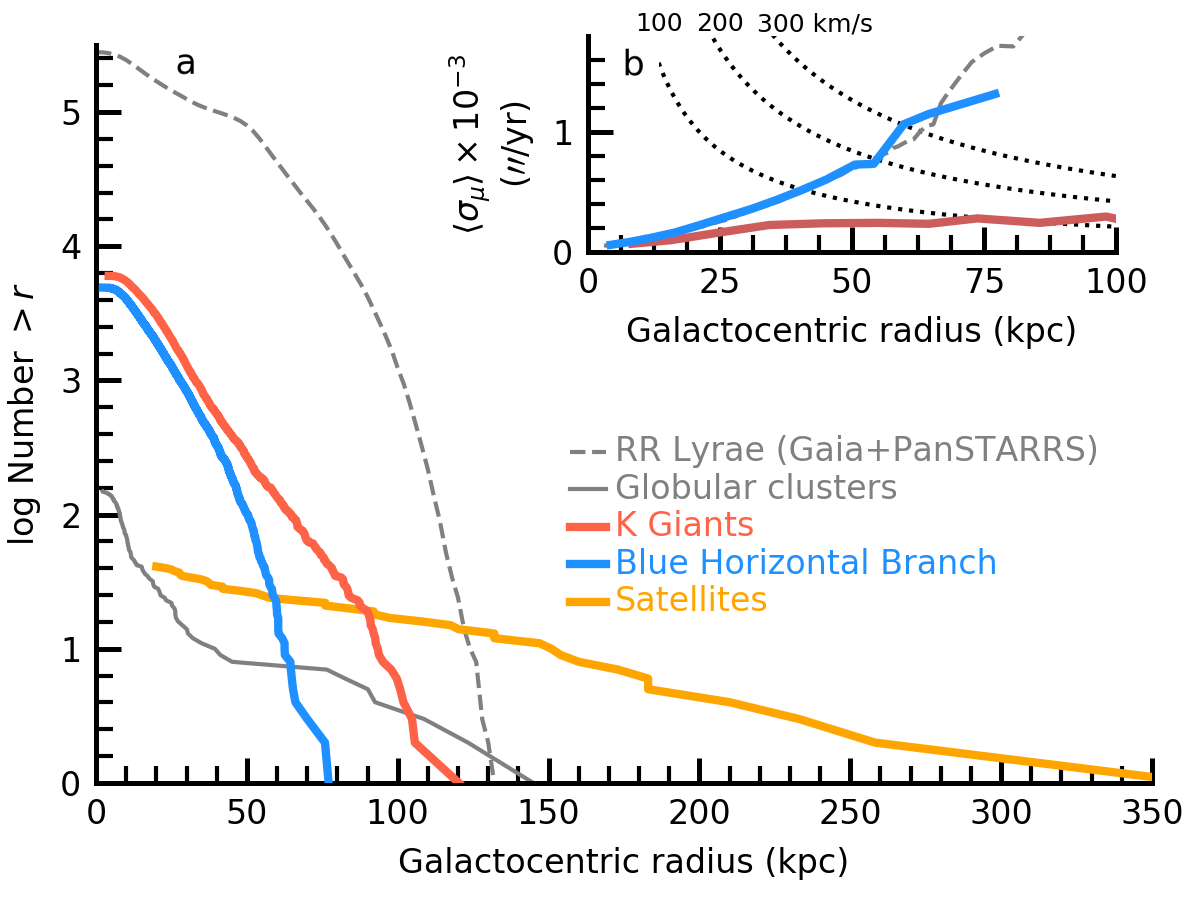 100 200 300 km/s
a
b
5
4
3
2
1
0
log Number > r
0 50 100 150 200 250 300 350
Galactocentric radius (kpc)
⟨σμ⟩ × 10−3
(″/yr)
1
0
0 25 50 75 100
Galactocentric radius (kpc)
RR Lyrae (Gaia+PanSTARRS)
Globular clusters
K Giants
Blue Horizontal Branch
Satellites